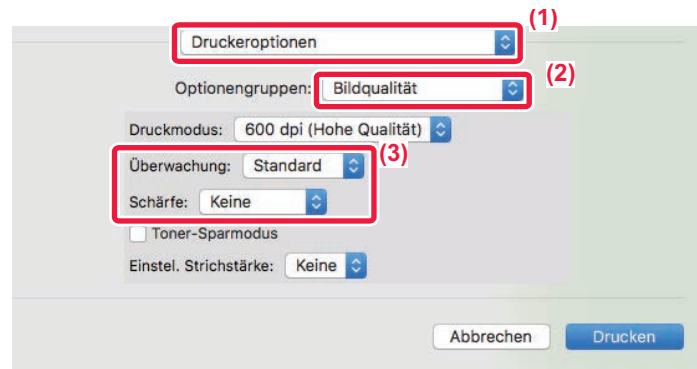 (1)
Druckeroptionen
(2)
Optionengruppen: Bildqualität
Druckmodus: 600 dpi (Hohe Qualität)
(3)
Überwachung: Standard
Schärfe: Keine
Toner-Sparmodus
Einstel. Strichstärke: Keine
Abbrechen Drucken